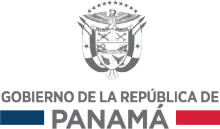 GOBIERNO DE LA REPÚBLICA DE
PANAMÁ